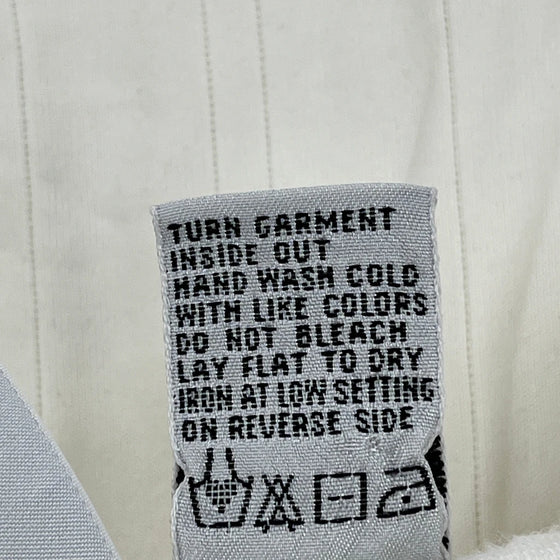 TURN GARMENT
INSIDE OUT
HAND WASH COLD
WITH LIKE COLORS
DO NOT BLEACH
LAY FLAT TO DRY
IRON AT LOW SETTING
ON REVERSE SIDE